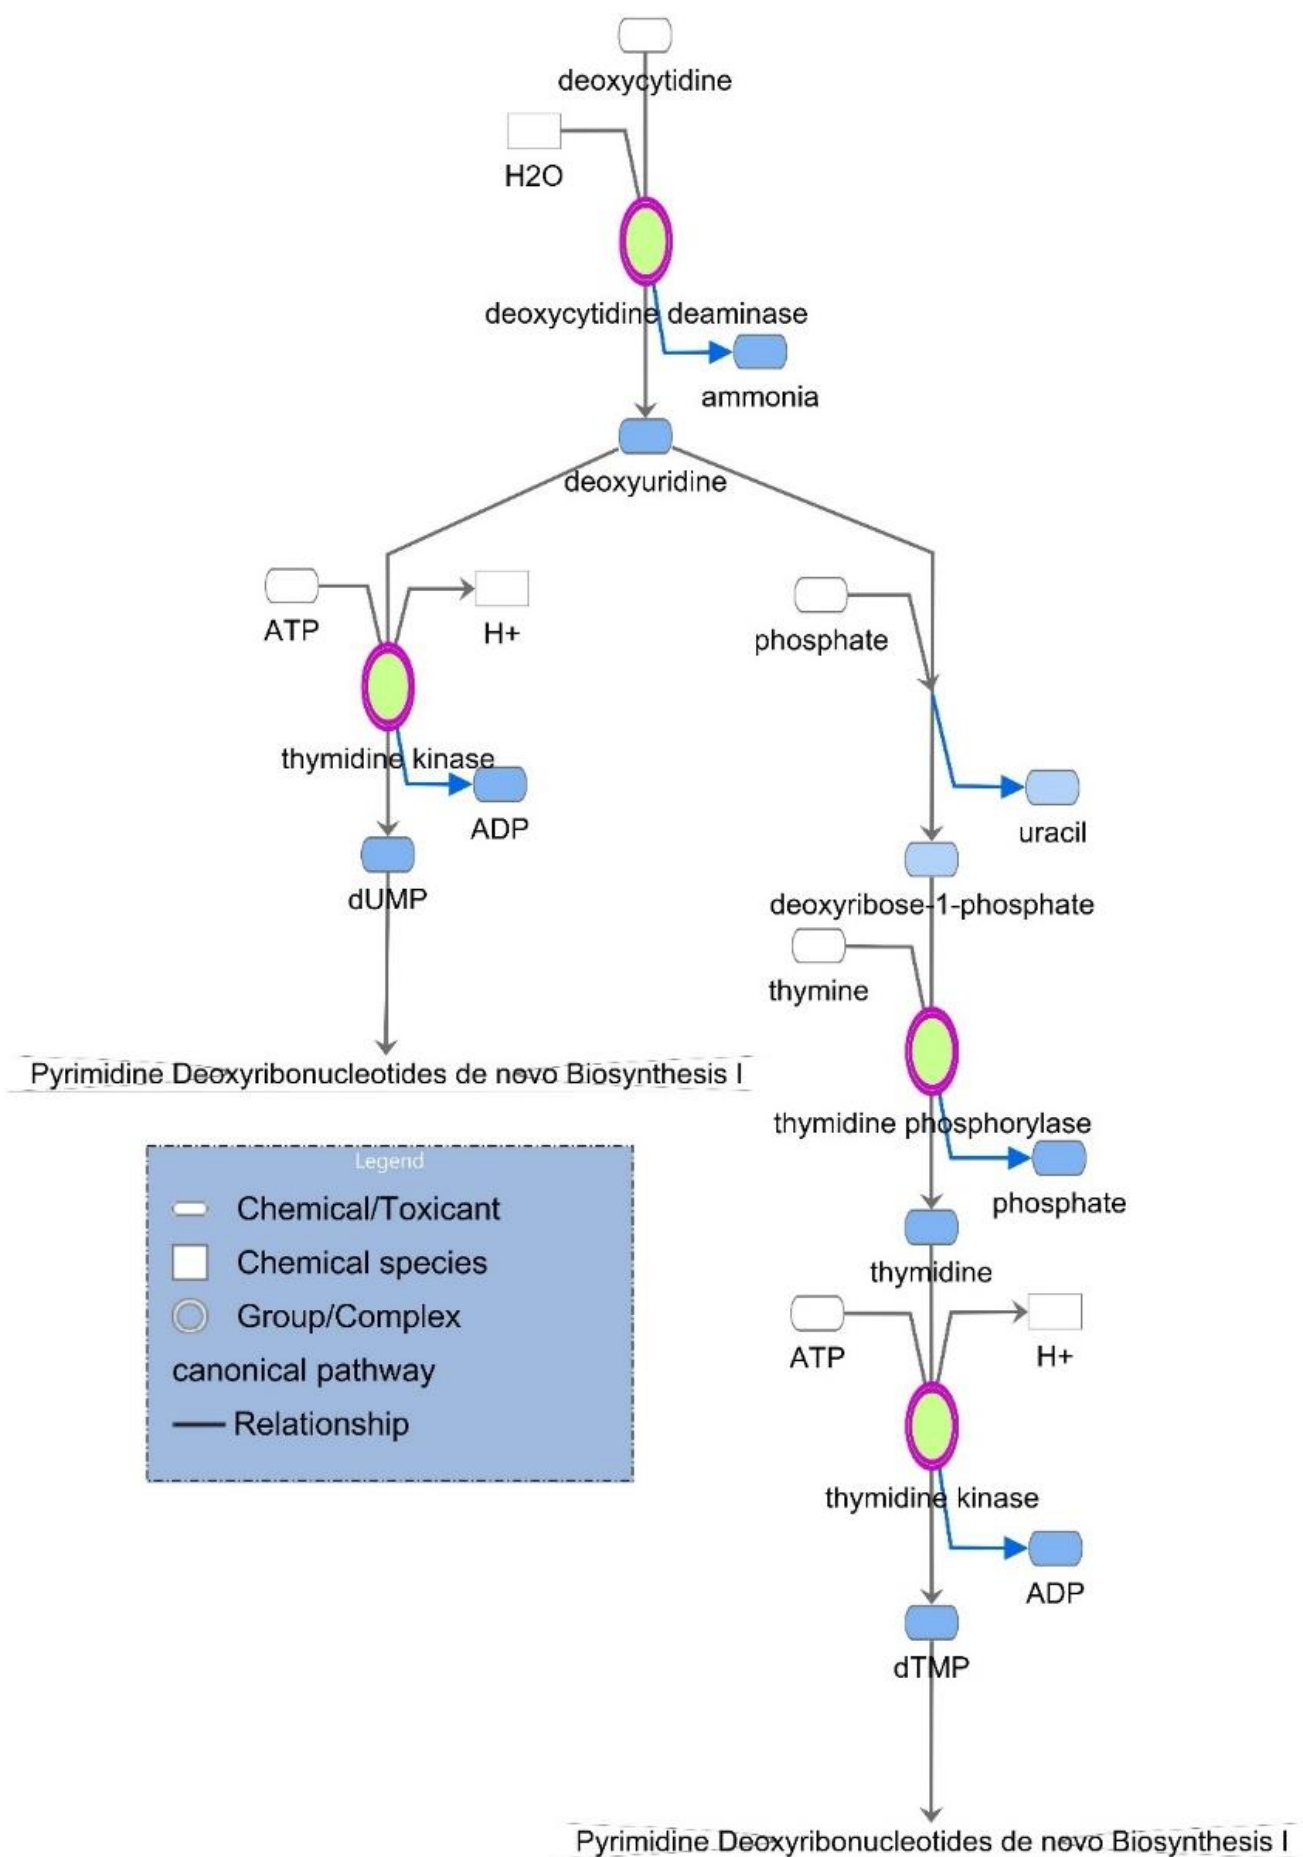 deoxycytidine
H2O
deoxycytidine deaminase
ammonia
deoxyuridine
ATP
H+
thymidine kinase
ADP
dUMP
Pyrimidine Deoxyribonucleotides de novo Biosynthesis I
phosphate
uracil
deoxyribose-1-phosphate
thymine
thymidine phosphorylase
phosphate
thymidine
ATP
H+
thymidine kinase
ADP
dTMP
Pyrimidine Deoxyribonucleotides de novo Biosynthesis I
Legend
Chemical/Toxicant
Chemical species
Group/Complex
canonical pathway
Relationship